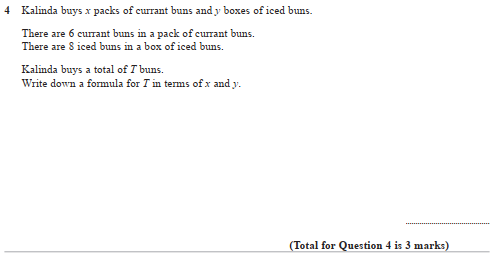 4 Kalinda buys x packs of currant buns and y boxes of iced buns.
There are 6 currant buns in a pack of currant buns.
There are 8 iced buns in a box of iced buns.
Kalinda buys a total of T buns.
Write down a formula for T in terms of x and y.
(Total for Question 4 is 3 marks)